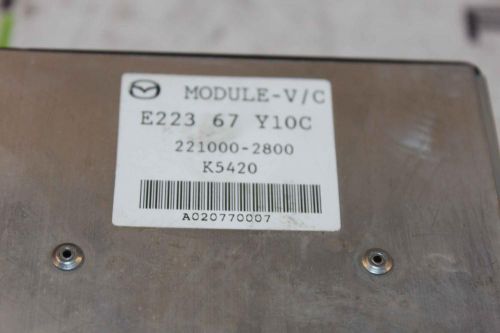 MODULE-V/C
E223 67 Y10C
221000-2800
K5420
A020770007